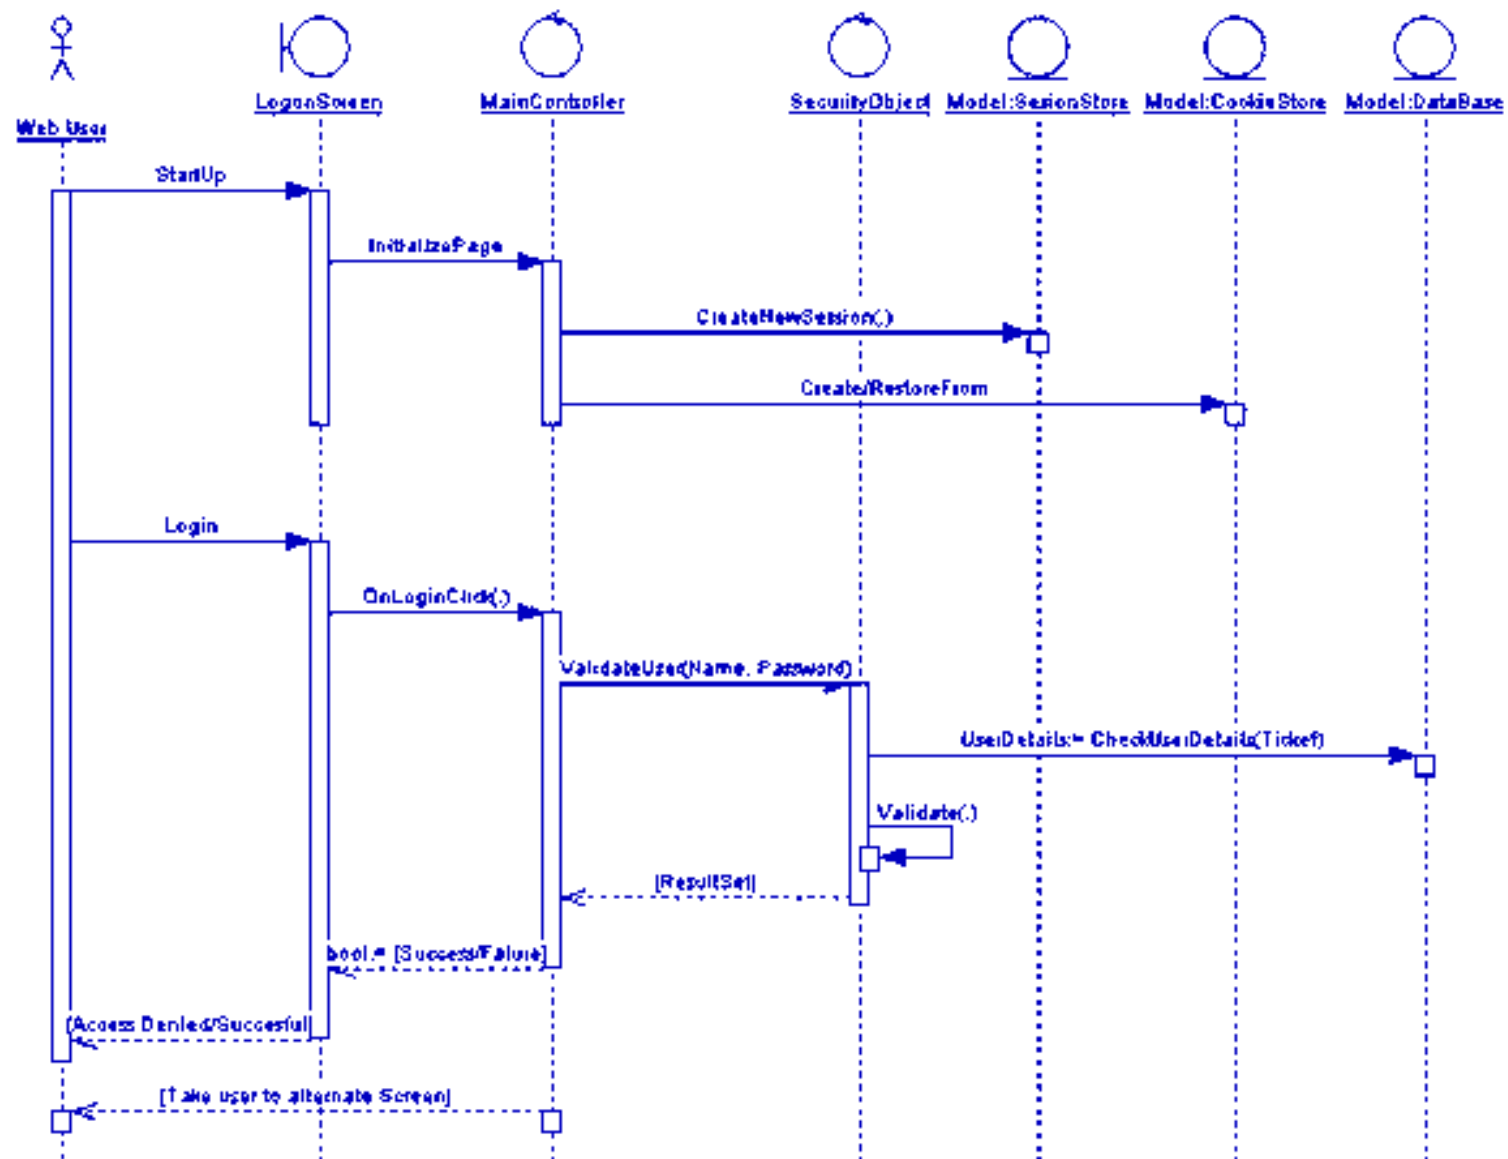 LogonScreen
MainController
SecurityObject
Model:SesionStore
Model:CookieStore
Model:DataBase
Web User
StartUp
InitializePage
CreateNewSession(.)
Create/RestoreFrom
Login
OnLoginClick(.)
ValidateUser(Name, Password)
UserDetails:= CheckUserDetails(Ticket)
Validate(.)
[ResultSet]
bool:= [Success/Failure]
[Access Denied/Succesful]
[Take user to alternate Screen]